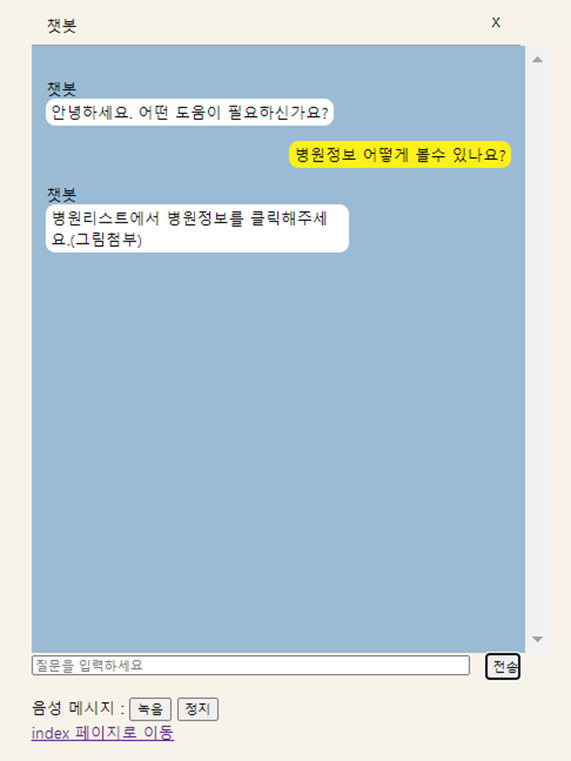 챗봇 X
챗봇
안녕하세요. 어떤 도움이 필요하신가요?
병원정보 어떻게 볼수 있나요?
챗봇
병원리스트에서 병원정보를 클릭해주세
요.(그림첨부)
질문을 입력하세요 전송
음성 메시지 : 녹음 정지
index 페이지로 이동